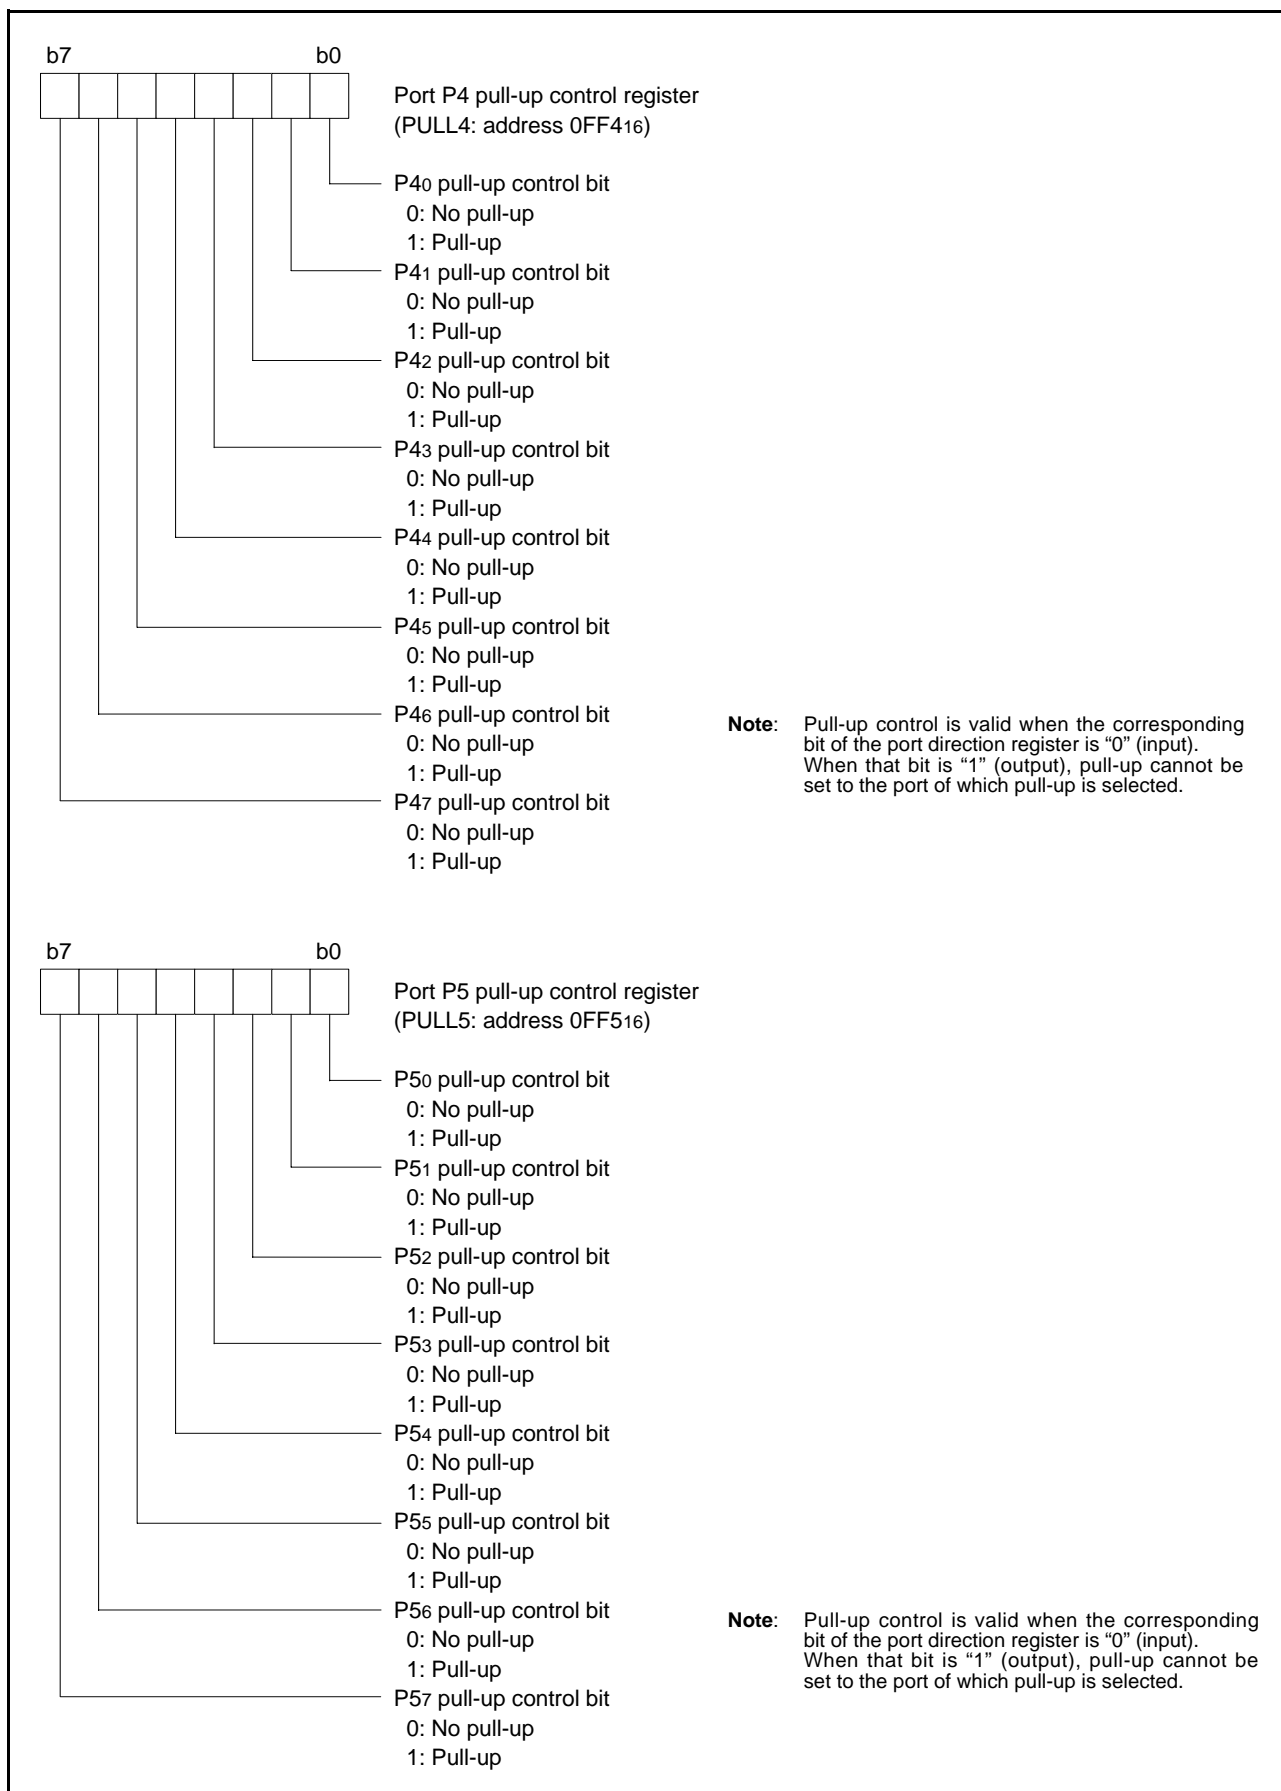 b7 b0
Port P4 pull-up control register
(PULL4: address 0FF416)
P40 pull-up control bit
0: No pull-up
1: Pull-up
P41 pull-up control bit
0: No pull-up
1: Pull-up
P42 pull-up control bit
0: No pull-up
1: Pull-up
P43 pull-up control bit
0: No pull-up
1: Pull-up
P44 pull-up control bit
0: No pull-up
1: Pull-up
P45 pull-up control bit
0: No pull-up
1: Pull-up
P46 pull-up control bit
0: No pull-up
1: Pull-up
P47 pull-up control bit
0: No pull-up
1: Pull-up
Note: Pull-up control is valid when the corresponding
bit of the port direction register is “0” (input).
When that bit is “1” (output), pull-up cannot be
set to the port of which pull-up is selected.
b7 b0
Port P5 pull-up control register
(PULL5: address 0FF516)
P50 pull-up control bit
0: No pull-up
1: Pull-up
P51 pull-up control bit
0: No pull-up
1: Pull-up
P52 pull-up control bit
0: No pull-up
1: Pull-up
P53 pull-up control bit
0: No pull-up
1: Pull-up
P54 pull-up control bit
0: No pull-up
1: Pull-up
P55 pull-up control bit
0: No pull-up
1: Pull-up
P56 pull-up control bit
0: No pull-up
1: Pull-up
P57 pull-up control bit
0: No pull-up
1: Pull-up
Note: Pull-up control is valid when the corresponding
bit of the port direction register is “0” (input).
When that bit is “1” (output), pull-up cannot be
set to the port of which pull-up is selected.